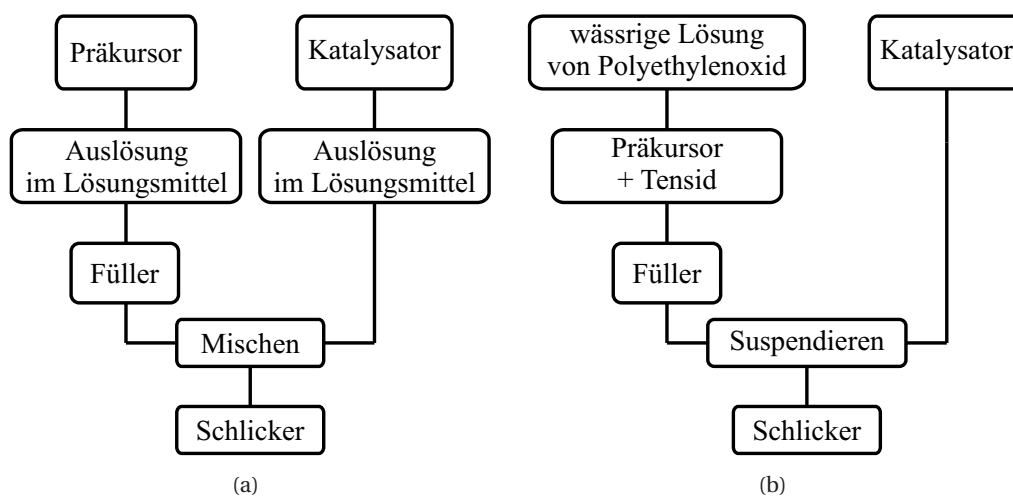 Präkursor
Katalysator
Auslösung
im Lösungsmittel
Auslösung
im Lösungsmittel
Füller
Mischen
Schlicker
(a)
wässrige Lösung
von Polyethylenoxid
Katalysator
Präkursor
+ Tensid
Füller
Suspendieren
Schlicker
(b)